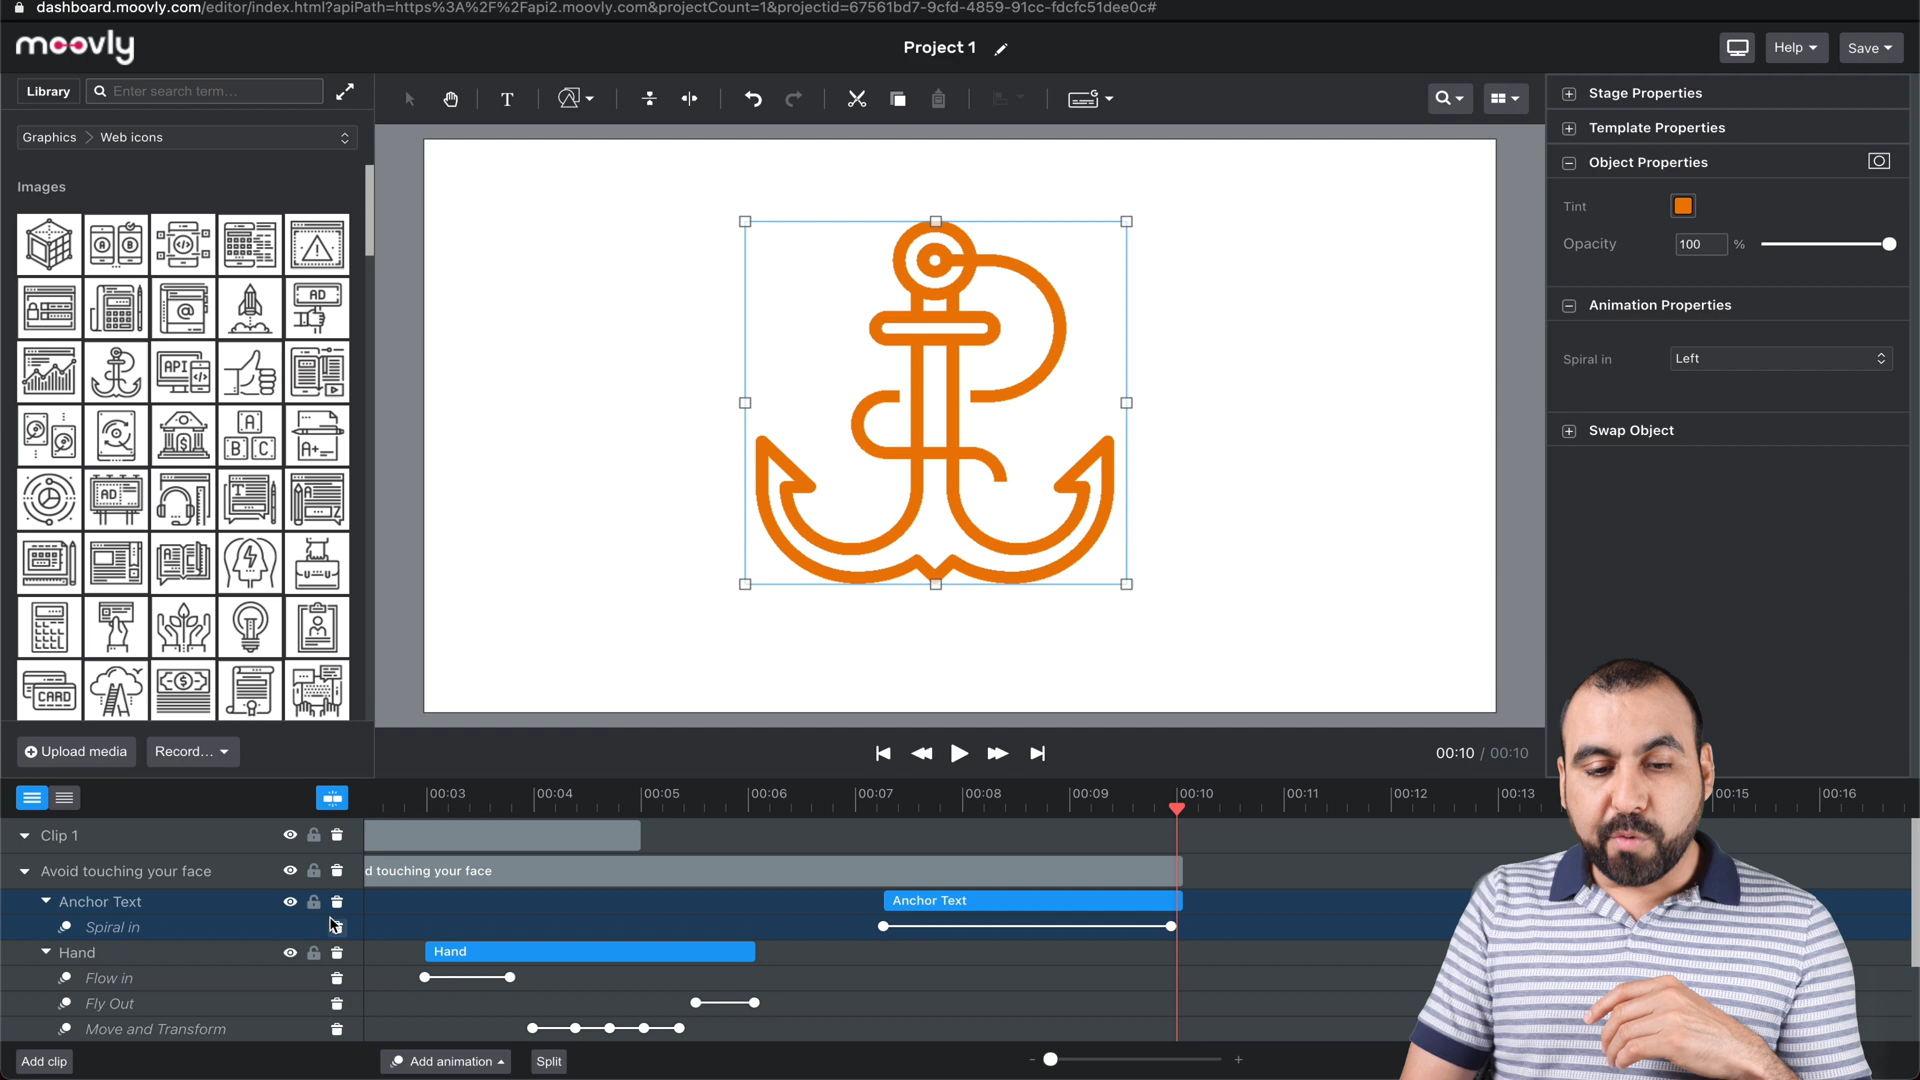 dashboard.moovly.com/editor/index.html?apiPath=https%3A%2F%2Fapi2.moovly.com&projectCount=1&projectid=67561bd7-9cfd-4859-91cc-fdcfc51dee0c#
moovly
Project 1
Help
Save
Library
Enter search term...
T
Stage Properties
Graphics > Web icons
Template Properties
Object Properties
Images
Tint
Opacity 100 %
A B
AD
@
Animation Properties
API
Spiral in Left
A B C
A+
Swap Object
AD
T
A Z
A
CARD
Upload media
Record...
00:10 / 00:10
00:03 00:04 00:05 00:06 00:07 00:08 00:09 00:10 00:11 00:12 00:13 00:15 00:16
Clip 1
Avoid touching your face
d touching your face
Anchor Text
Anchor Text
Spiral in
Hand
Hand
Flow in
Fly Out
Move and Transform
Add clip
Add animation
Split
- +